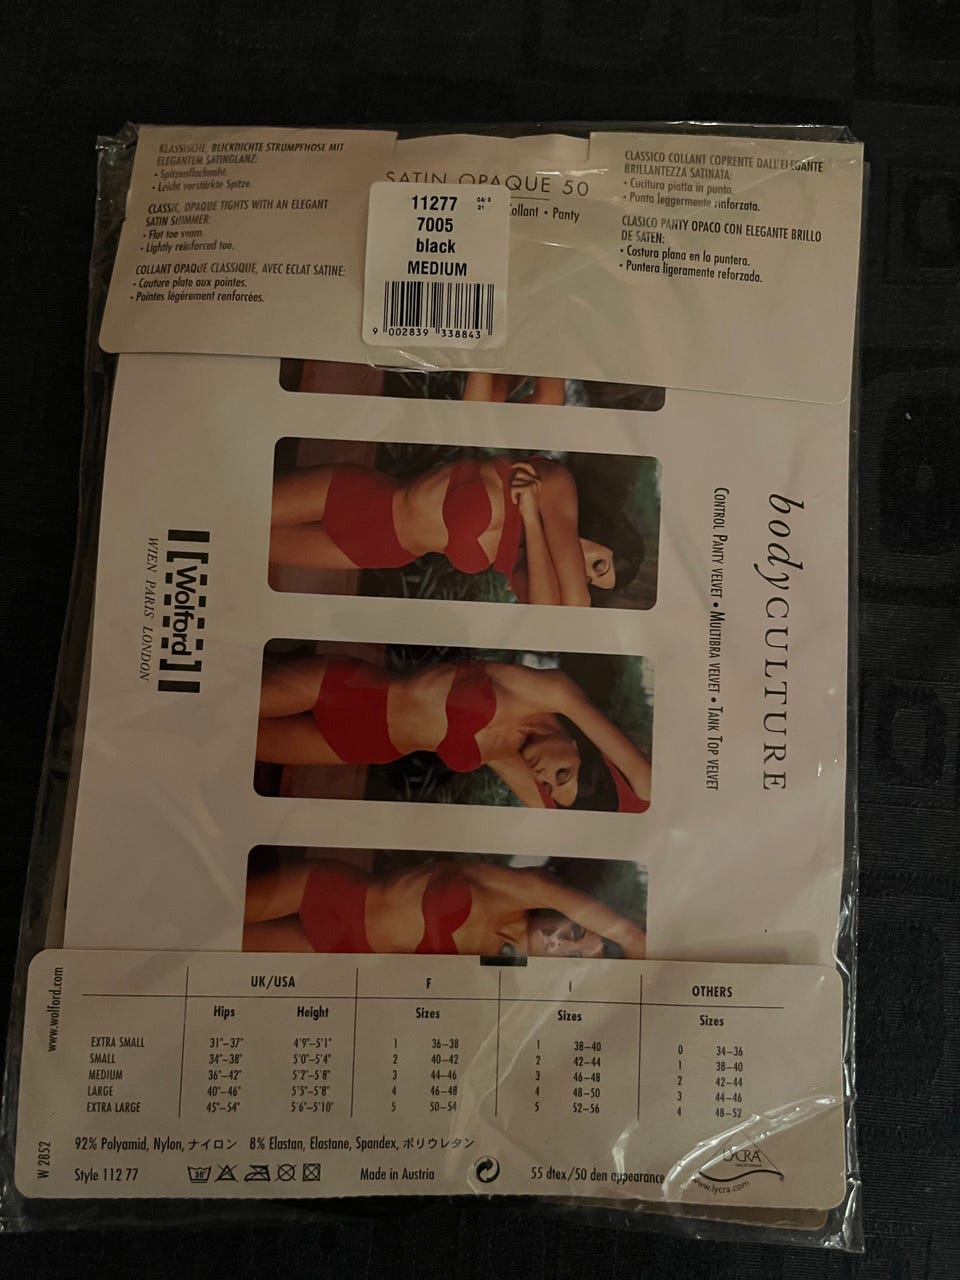 KLASSISCHE, BLICKDICHTE STRUMPFHOSE MIT
ELEGANTEM SATINGLANZ:
• Spitzenflachnaht.
• Leicht verstärkte Spitze.
CLASSIC, OPAQUE TIGHTS WITH AN ELEGANT
SATIN SHIMMER:
• Flat toe seam.
• Lightly reinforced toe.
COLLANT OPAQUE CLASSIQUE, AVEC ECLAT SATINE:
• Couture plate aux pointes.
• Pointes légèrement renforcées.
SATIN OPAQUE 50
Collant • Panty
11277 04/3
21
7005
black
MEDIUM
9 002839 338843
CLASSICO COLLANT COPRENTE DALL'ELEGANTE
BRILLANTEZZA SATINATA:
• Cucitura piatta in punta.
• Punta leggermente rinforzata.
CLASICO PANTY OPACO CON ELEGANTE BRILLO
DE SATEN:
• Costura plana en la puntera.
• Puntera ligeramente reforzada.
bodyCULTURE
CONTROL PANTY VELVET • MULTIBRA VELVET • TANK TOP VELVET
[Wolford]
WIEN PARIS LONDON
www.wolford.com
W 2852
UK/USA F I OTHERS
Hips Height Sizes Sizes Sizes
EXTRA SMALL 31"–37" 4'9"–5'1" 1 36–38 1 38–40 0 34–36
SMALL 34"–38" 5'0"–5'4" 2 40–42 2 42–44 1 38–40
MEDIUM 36"–42" 5'2"–5'8" 3 44–46 3 46–48 2 42–44
LARGE 40"–46" 5'5"–5'8" 4 46–48 4 48–50 3 44–46
EXTRA LARGE 45"–54" 5'6"–5'10" 5 50–54 5 52–56 4 48–52
92% Polyamid, Nylon, ナイロン 8% Elastan, Elastane, Spandex, ポリウレタン
Style 112 77 30° Made in Austria 55 dtex/50 den appearance
LYCRA
www.lycra.com